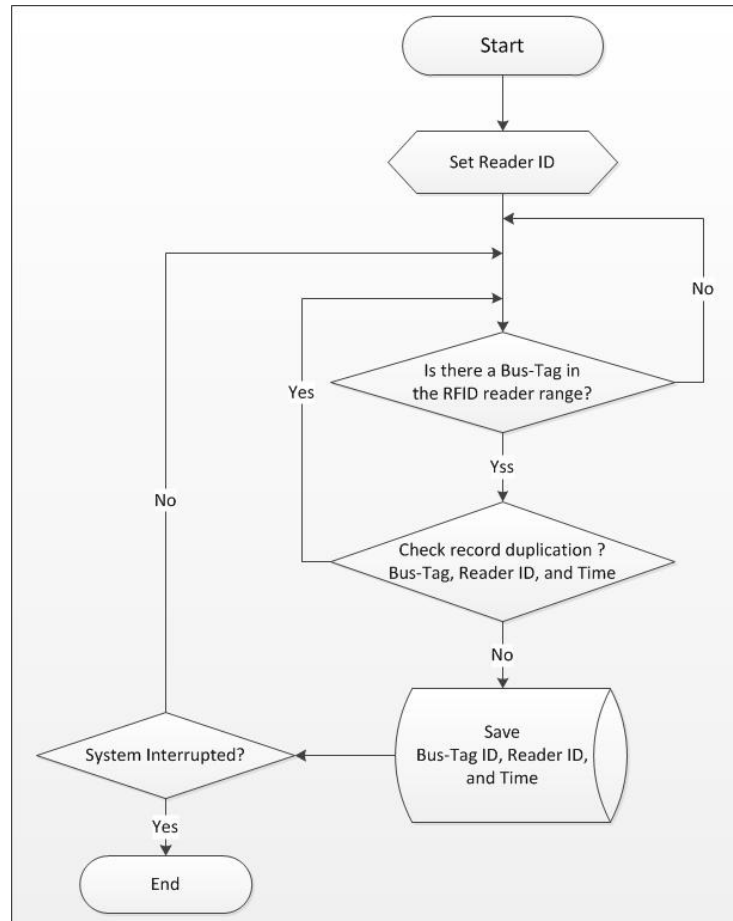 Start
Set Reader ID
No
Is there a Bus-Tag in
the RFID reader range?
Yes
Yss
No
Check record duplication ?
Bus-Tag, Reader ID, and Time
No
Save
Bus-Tag ID, Reader ID,
and Time
System Interrupted?
Yes
End